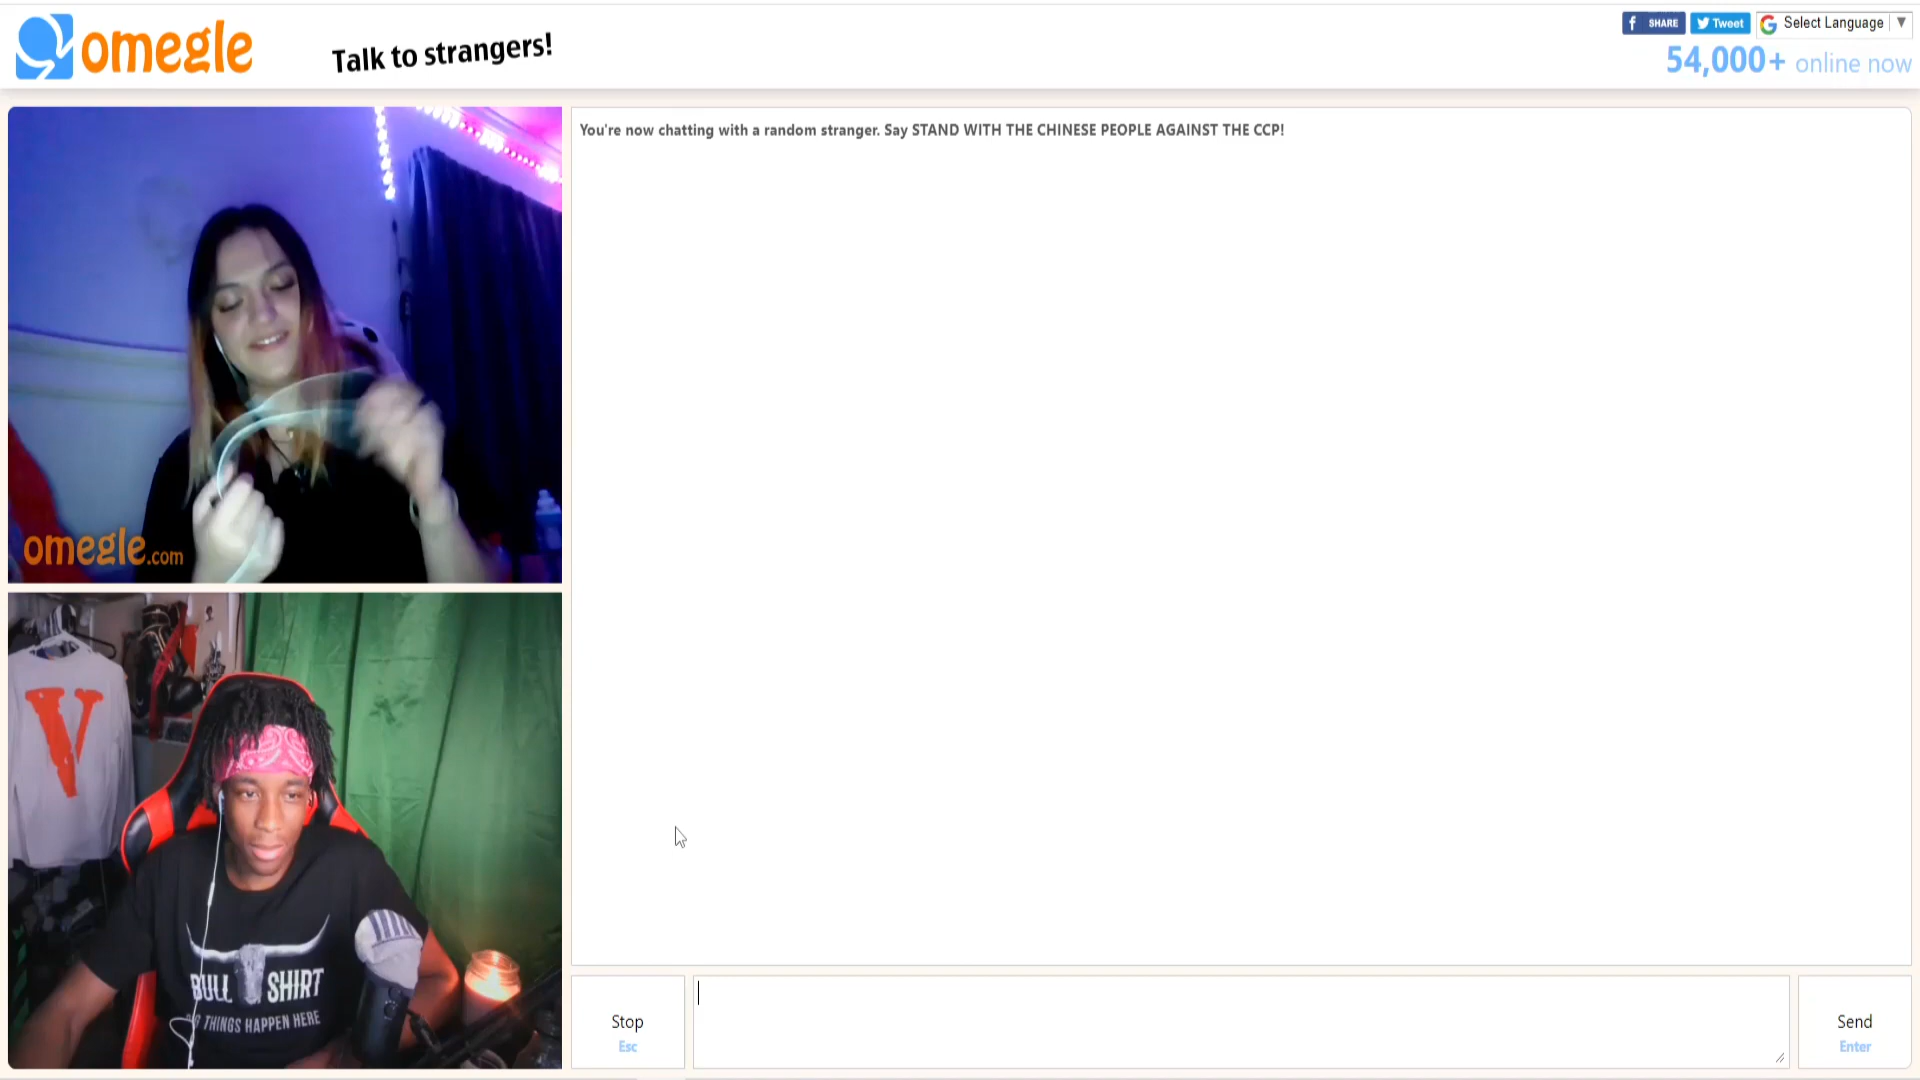 omegle
Talk to strangers!
SHARE
Tweet
Select Language
54,000+ online now
You're now chatting with a random stranger. Say STAND WITH THE CHINESE PEOPLE AGAINST THE CCP!
omegle.com
V
BULL SHIRT
THINGS HAPPEN HERE
Stop
Esc
Send
Enter